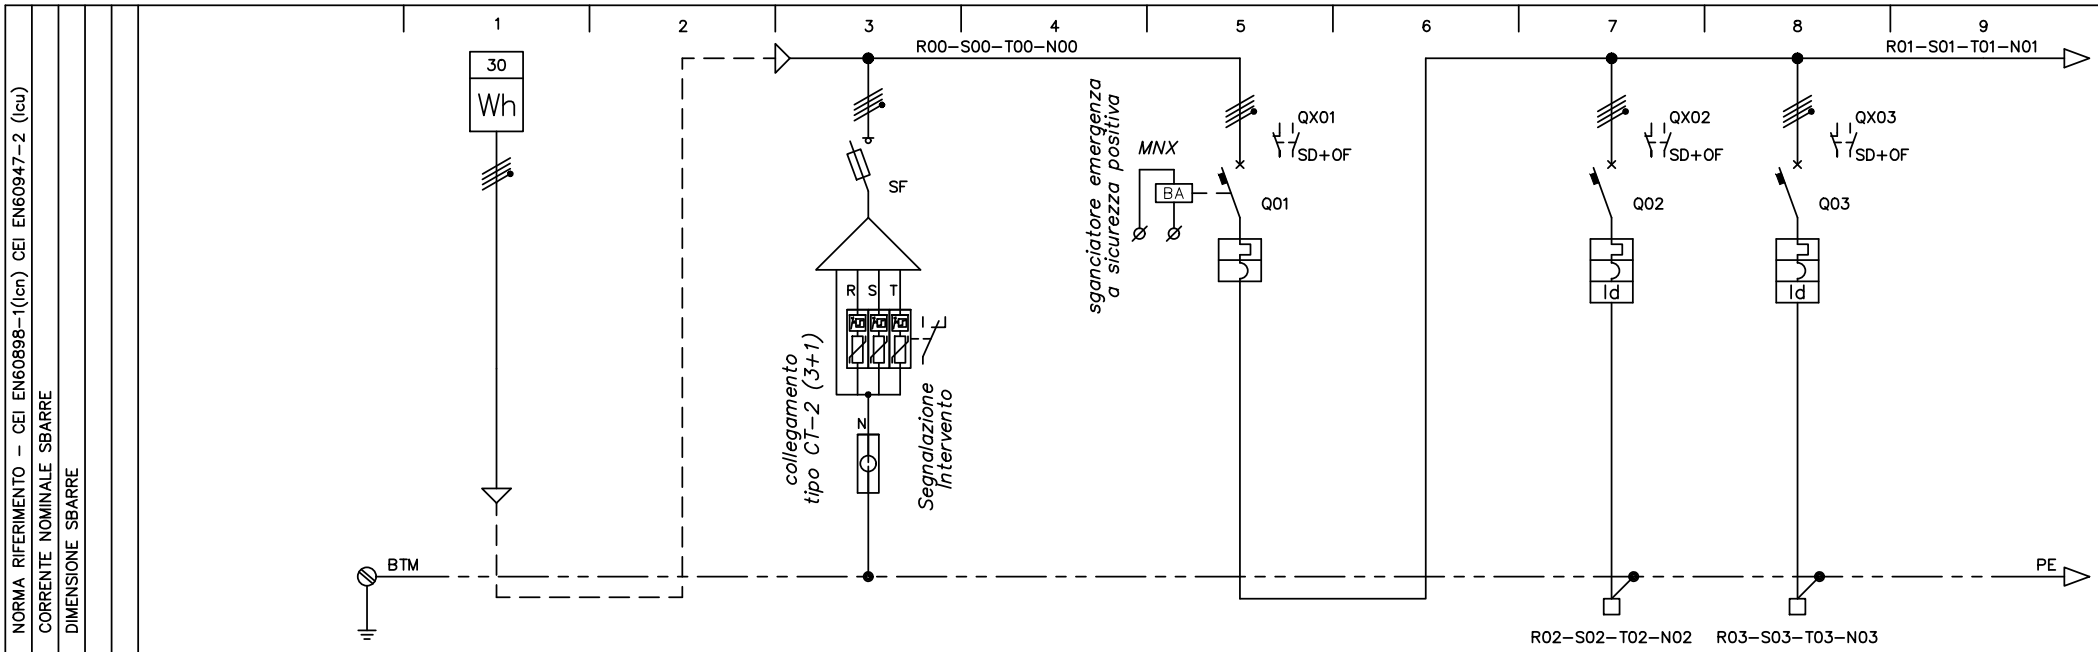 1
2
3
4
5
6
7
8
9
NORMA RIFERIMENTO - CEI EN60898-1(Icn) CEI EN60947-2 (Icu)
CORRENTE NOMINALE SBARRE
DIMENSIONE SBARRE
30
Wh
R00-S00-T00-N00
R01-S01-T01-N01
SF
R S T
N
collegamento
tipo CT-2 (3+1)
Segnalazione
Intervento
sganciatore emergenza
a sicurezza positiva
MNX
BA
QX01
SD+OF
Q01
QX02
SD+OF
Q02
Id
QX03
SD+OF
Q03
Id
BTM
PE
R02-S02-T02-N02
R03-S03-T03-N03